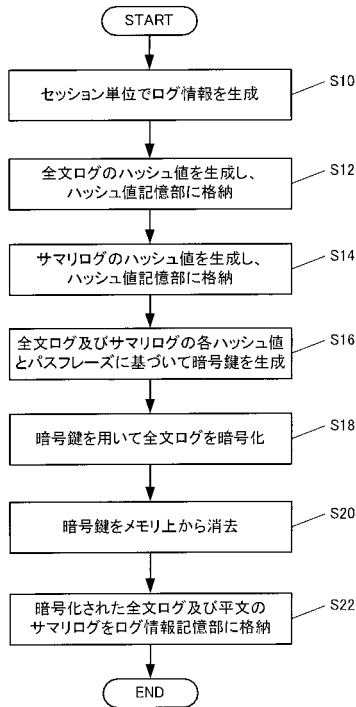 START
セッション単位でログ情報を生成
S10
全文ログのハッシュ値を生成し、
ハッシュ値記憶部に格納
S12
サマリログのハッシュ値を生成し、
ハッシュ値記憶部に格納
S14
全文ログ及びサマリログの各ハッシュ値
とパスフレーズに基づいて暗号鍵を生成
S16
暗号鍵を用いて全文ログを暗号化
S18
暗号鍵をメモリ上から消去
S20
暗号化された全文ログ及び平文の
サマリログをログ情報記憶部に格納
S22
END